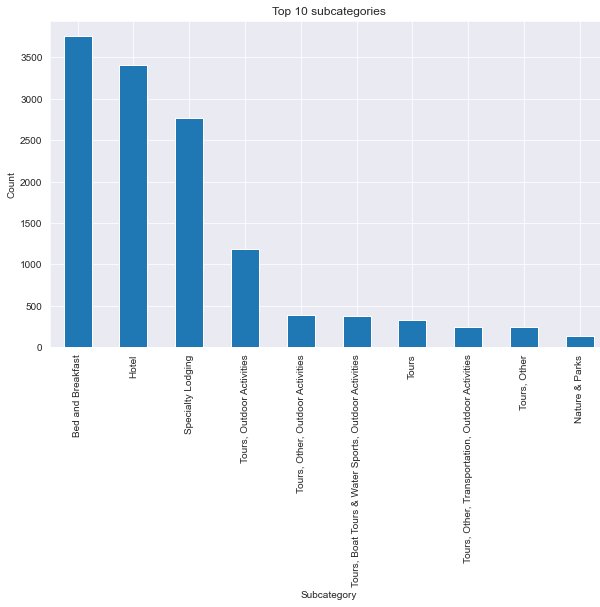 Top 10 subcategories
Count
3500
3000
2500
2000
1500
1000
500
0
Bed and Breakfast
Hotel
Specialty Lodging
Tours, Outdoor Activities
Tours, Other, Outdoor Activities
Tours, Boat Tours & Water Sports, Outdoor Activities
Tours
Tours, Other, Transportation, Outdoor Activities
Tours, Other
Nature & Parks
Subcategory